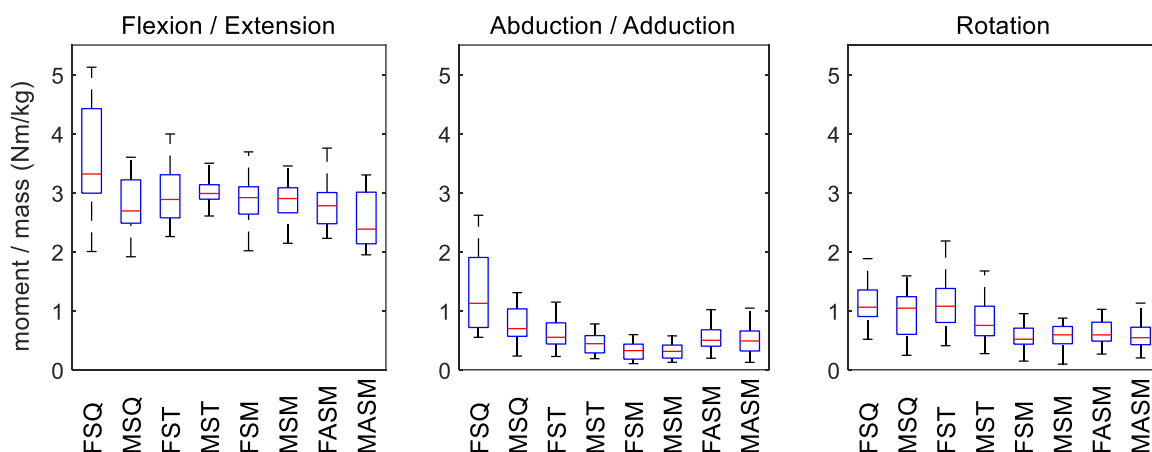 Flexion / Extension
Abduction / Adduction
Rotation
moment / mass (Nm/kg)
5
4
3
2
1
0
FSQ
MSQ
FST
MST
FSM
MSM
FASM
MASM
5
4
3
2
1
0
FSQ
MSQ
FST
MST
FSM
MSM
FASM
MASM
5
4
3
2
1
0
FSQ
MSQ
FST
MST
FSM
MSM
FASM
MASM